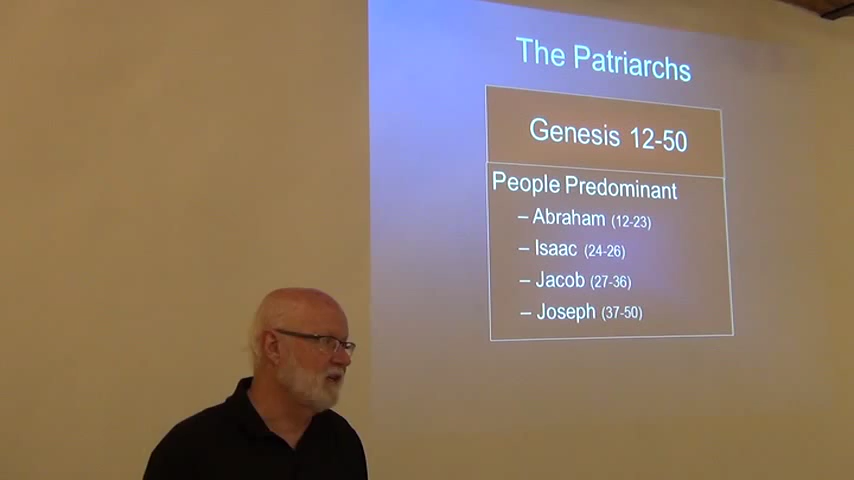 The Patriarchs
Genesis 12-50
People Predominant
– Abraham (12-23)
– Isaac (24-26)
– Jacob (27-36)
– Joseph (37-50)